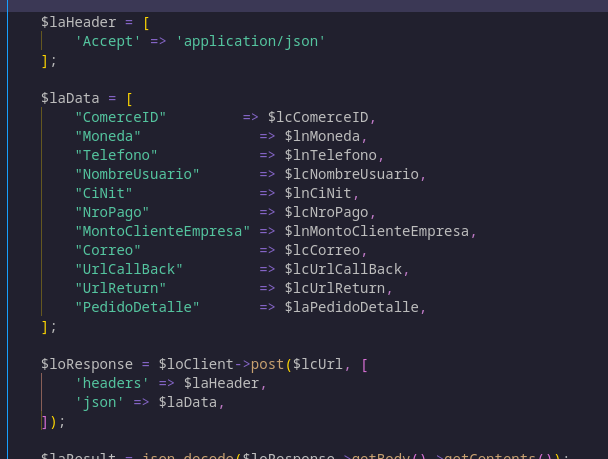 $laHeader = [
    'Accept' => 'application/json'
];
$laData = [
    "ComerceID"         => $lcComerceID,
    "Moneda"              => $lnMoneda,
    "Telefono"            => $lnTelefono,
    "NombreUsuario"       => $lcNombreUsuario,
    "CiNit"               => $lnCiNit,
    "NroPago"             => $lcNroPago,
    "MontoClienteEmpresa" => $lnMontoClienteEmpresa,
    "Correo"              => $lcCorreo,
    "UrlCallBack"         => $lcUrlCallBack,
    "UrlReturn"           => $lcUrlReturn,
    "PedidoDetalle"       => $laPedidoDetalle,
];
$loResponse = $loClient->post($lcUrl, [
    'headers' => $laHeader,
    'json' => $laData,
]);
$laResult = json_decode($loResponse->getBody()->getContents());